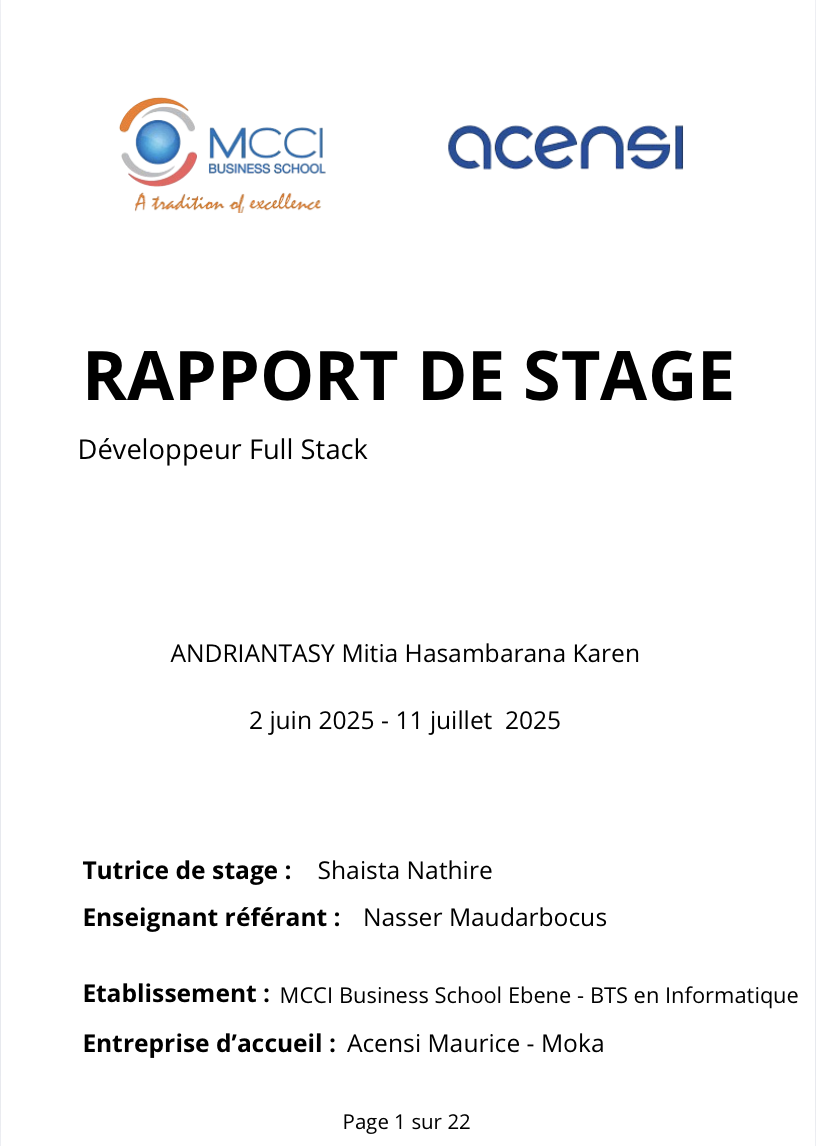 MCCI
BUSINESS SCHOOL
A tradition of excellence
acensi
RAPPORT DE STAGE
Développeur Full Stack
ANDRIANTASY Mitia Hasambarana Karen
2 juin 2025 - 11 juillet  2025
Tutrice de stage : Shaista Nathire
Enseignant référant : Nasser Maudarbocus
Etablissement : MCCI Business School Ebene - BTS en Informatique
Entreprise d’accueil : Acensi Maurice - Moka
Page 1 sur 22